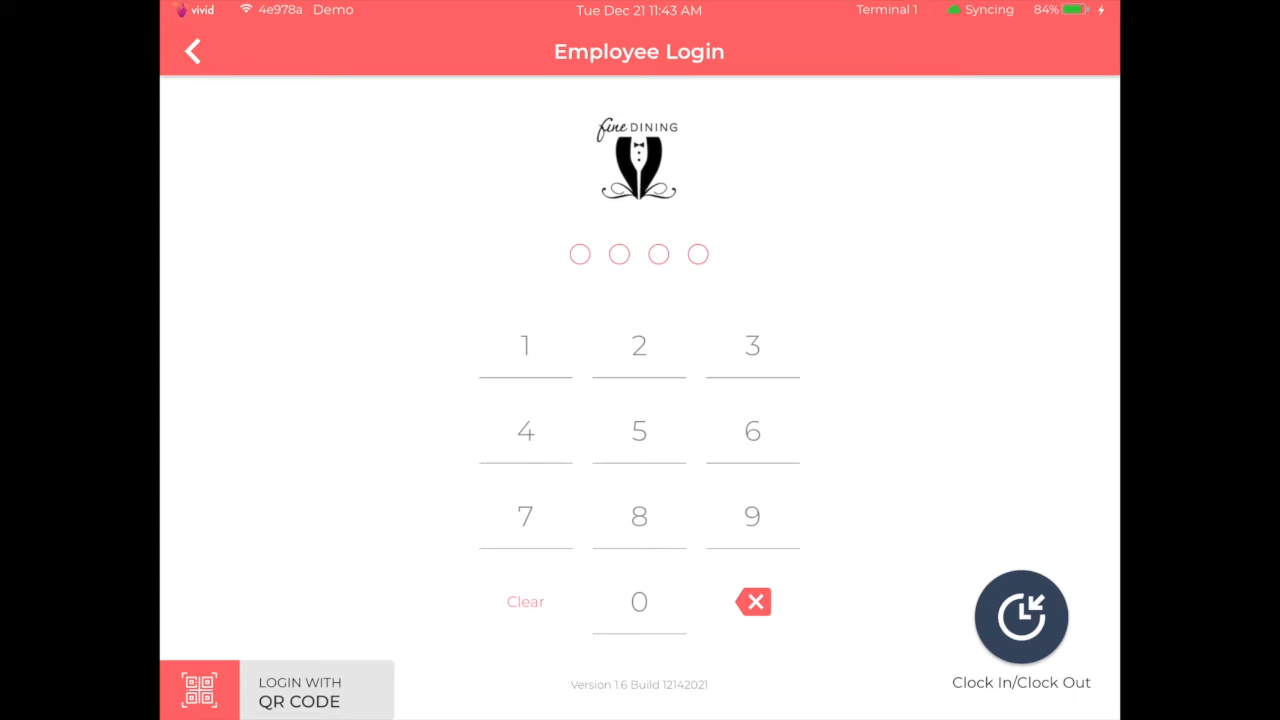 vivid 4e978a Demo Tue Dec 21 11:43 AM Terminal 1 Syncing 84%
Employee Login
fine DINING
1 2 3
4 5 6
7 8 9
Clear 0
LOGIN WITH
QR CODE
Version 1.6 Build 12142021
Clock In/Clock Out